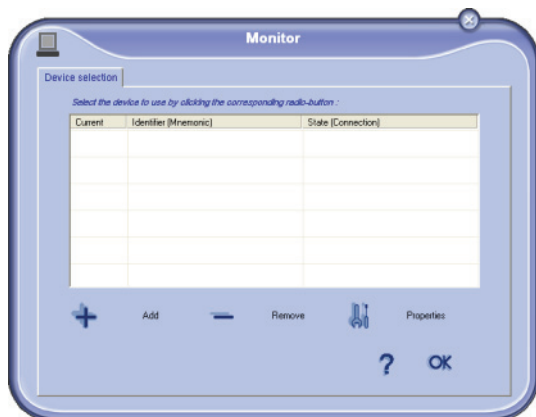 Monitor
Device selection
Select the device to use by clicking the corresponding radio-button :
Current Identifier (Mnemonic) State (Connection)
Add Remove Properties
? OK